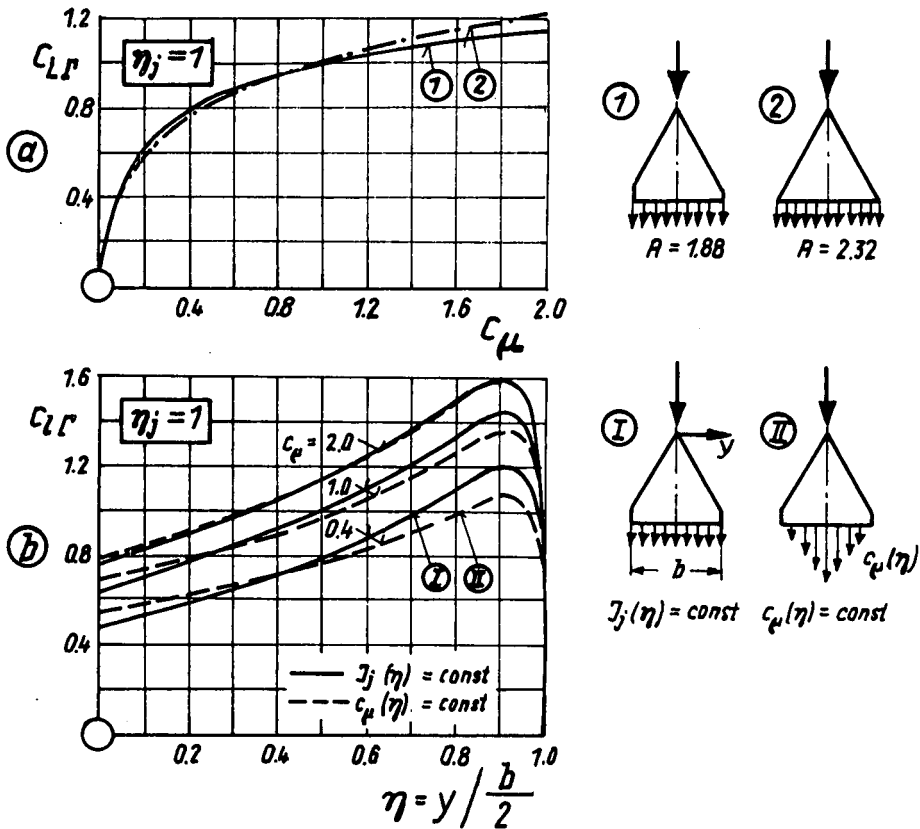 1.2
C_LΓ
η_j = 1
0.8
0.4
a
1
2
0.4 0.8 1.2 1.6 2.0
C_μ
1
2
A = 1.88
A = 2.32
1.6
C_lΓ
η_j = 1
1.2
0.8
0.4
b
c_μ = 2.0
1.0
0.4
I
II
J_j (η) = const
c_μ (η) = const
0.2 0.4 0.6 0.8 1.0
η = y / b/2
I
II
y
b
c_μ(η)
J_j(η) = const
c_μ(η) = const